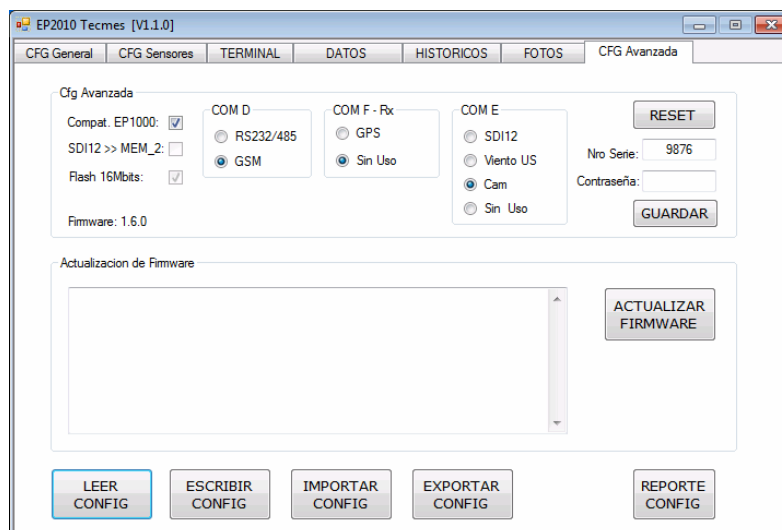 EP2010 Tecmes [V1.1.0]
CFG General CFG Sensores TERMINAL DATOS HISTORICOS FOTOS CFG Avanzada
Cfg Avanzada
Compat. EP1000:
SDI12 >> MEM_2:
Flash 16Mbits:
Firmware: 1.6.0
COM D
RS232/485
GSM
COM F - Rx
GPS
Sin Uso
COM E
SDI12
Viento US
Cam
Sin Uso
RESET
Nro Serie: 9876
Contraseña:
GUARDAR
Actualizacion de Firmware
ACTUALIZAR
FIRMWARE
LEER
CONFIG
ESCRIBIR
CONFIG
IMPORTAR
CONFIG
EXPORTAR
CONFIG
REPORTE
CONFIG